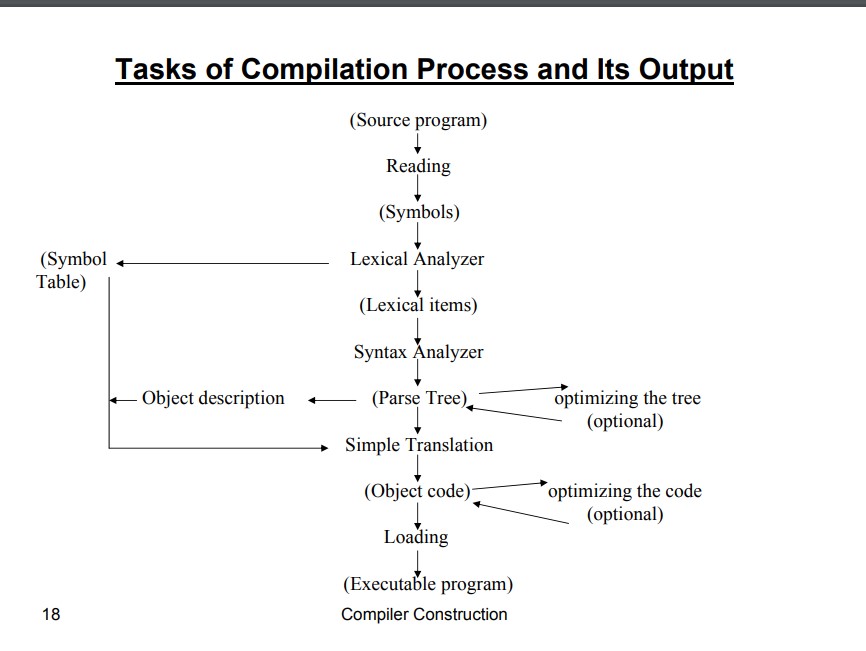 Tasks of Compilation Process and Its Output
(Source program)
Reading
(Symbols)
(Symbol
Table)
Lexical Analyzer
(Lexical items)
Syntax Analyzer
Object description
(Parse Tree)
optimizing the tree
(optional)
Simple Translation
(Object code)
optimizing the code
(optional)
Loading
(Executable program)
18
Compiler Construction